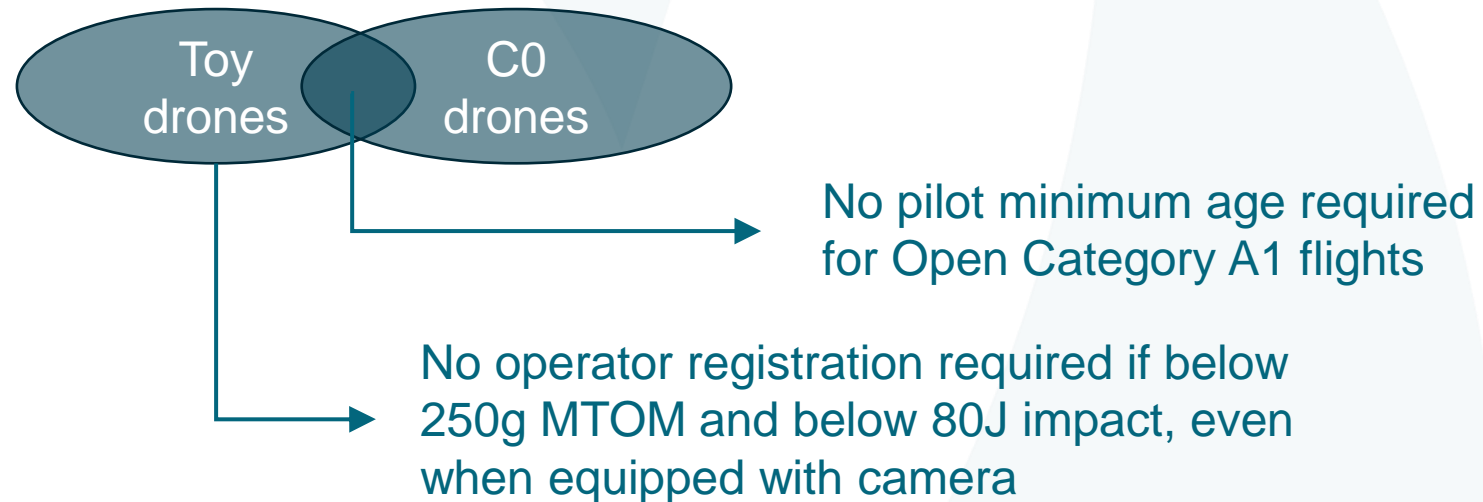 Toy
drones
C0
drones
No pilot minimum age required
for Open Category A1 flights
No operator registration required if below
250g MTOM and below 80J impact, even
when equipped with camera